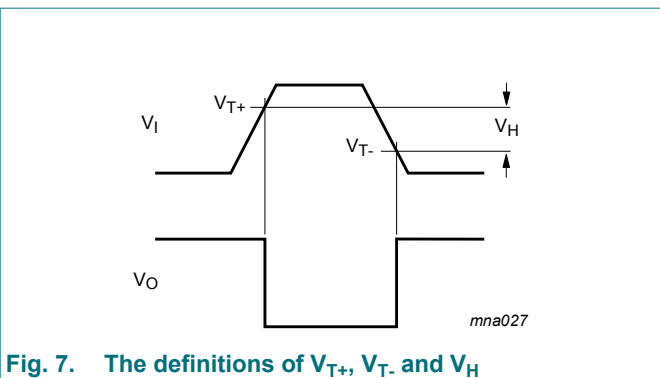 V_T+
V_I
V_H
V_T-
V_O
mna027
Fig. 7. The definitions of V_T+, V_T- and V_H